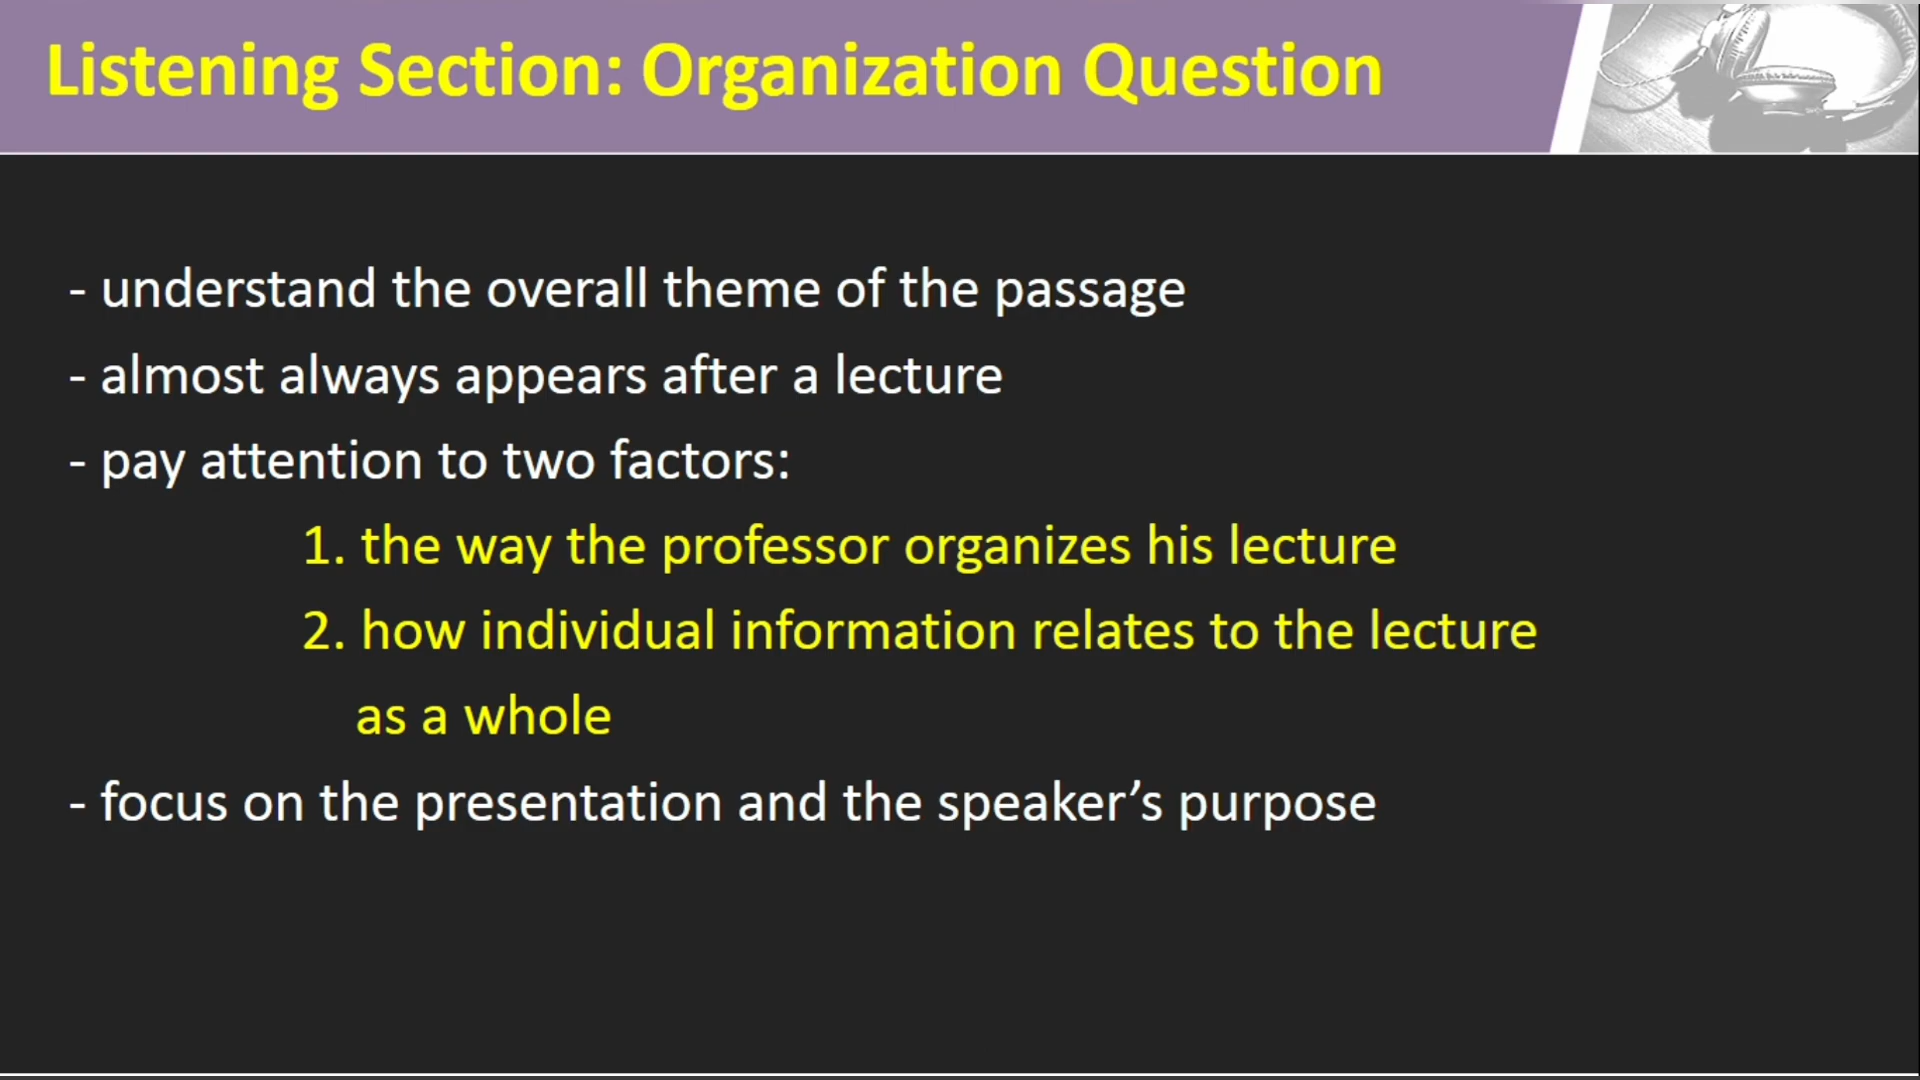 Listening Section: Organization Question
- understand the overall theme of the passage
- almost always appears after a lecture
- pay attention to two factors:
1. the way the professor organizes his lecture
2. how individual information relates to the lecture
as a whole
- focus on the presentation and the speaker’s purpose